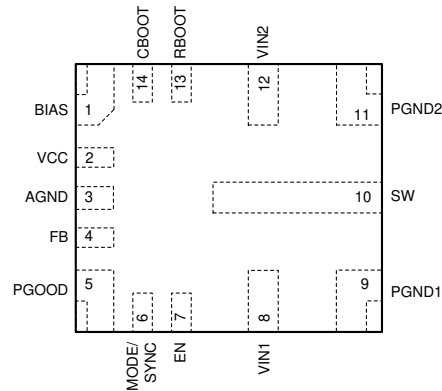 CBOOT
RBOOT
VIN2
14
13
12
BIAS
1
11
PGND2
VCC
2
AGND
3
10
SW
FB
4
PGOOD
5
9
PGND1
6
7
8
MODE/
SYNC
EN
VIN1